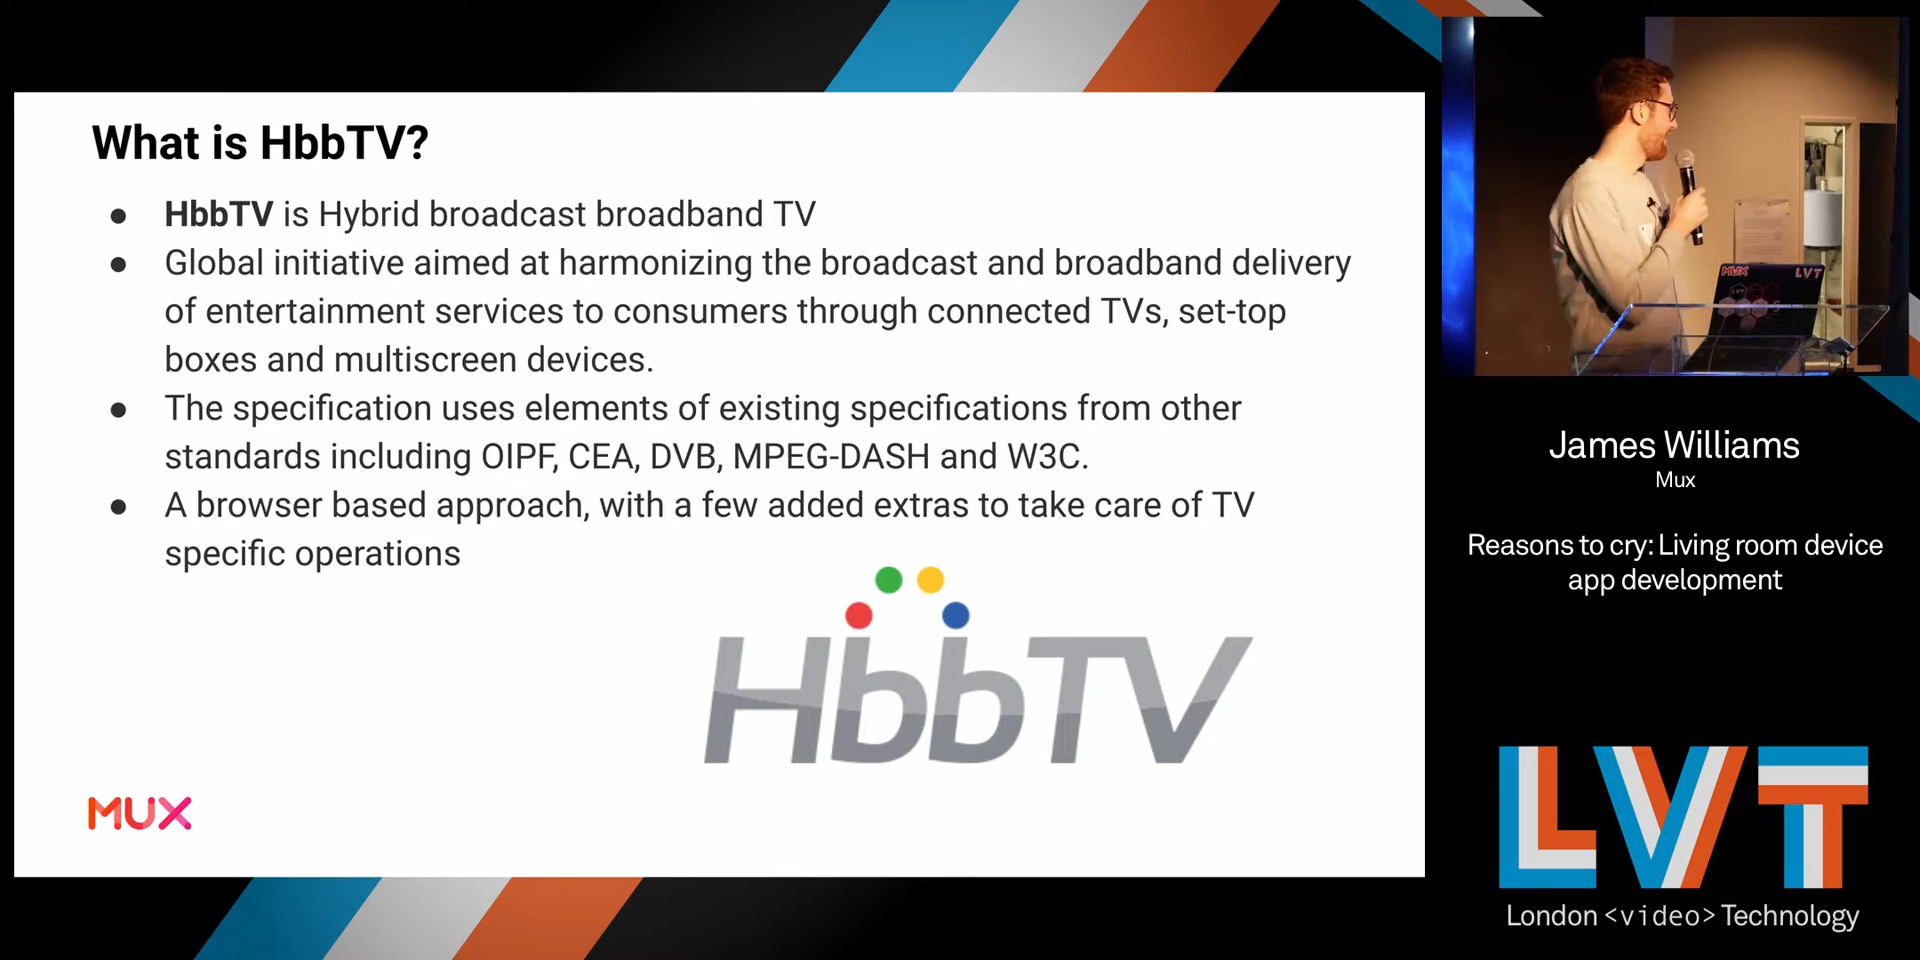 What is HbbTV?
● HbbTV is Hybrid broadcast broadband TV
● Global initiative aimed at harmonizing the broadcast and broadband delivery
of entertainment services to consumers through connected TVs, set-top
boxes and multiscreen devices.
● The specification uses elements of existing specifications from other
standards including OIPF, CEA, DVB, MPEG-DASH and W3C.
● A browser based approach, with a few added extras to take care of TV
specific operations
HbbTV
MUX
MUX LVT
James Williams
Mux
Reasons to cry: Living room device
app development
LVT
London <video> Technology